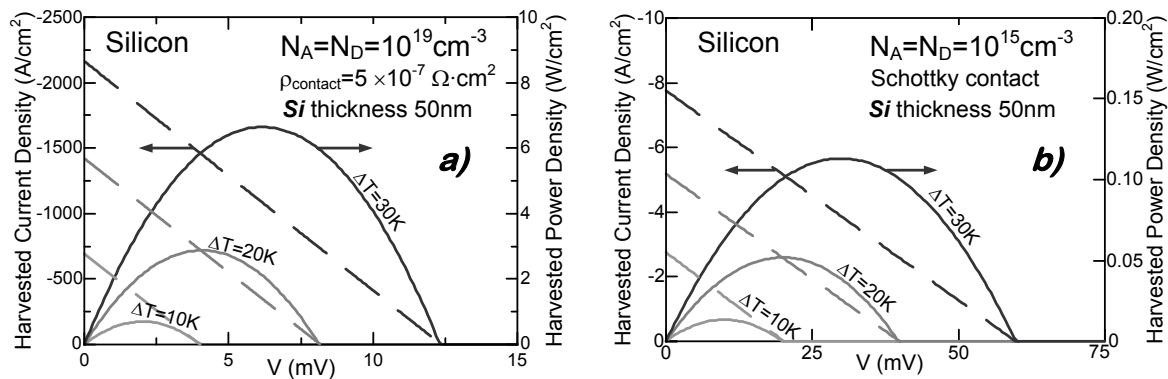 Harvested Current Density (A/cm²)
-2500
-2000
-1500
-1000
-500
0
Silicon
N_A=N_D=10¹⁹cm⁻³
ρ_contact=5 ×10⁻⁷ Ω·cm²
Si thickness 50nm
a)
ΔT=30K
ΔT=20K
ΔT=10K
10
8
6
4
2
0
Harvested Power Density (W/cm²)
0 5 10 15
V (mV)
Harvested Current Density (A/cm²)
-10
-8
-6
-4
-2
0
Silicon
N_A=N_D=10¹⁵cm⁻³
Schottky contact
Si thickness 50nm
b)
ΔT=30K
ΔT=20K
ΔT=10K
0.20
0.15
0.10
0.05
0
Harvested Power Density (W/cm²)
0 25 50 75
V (mV)